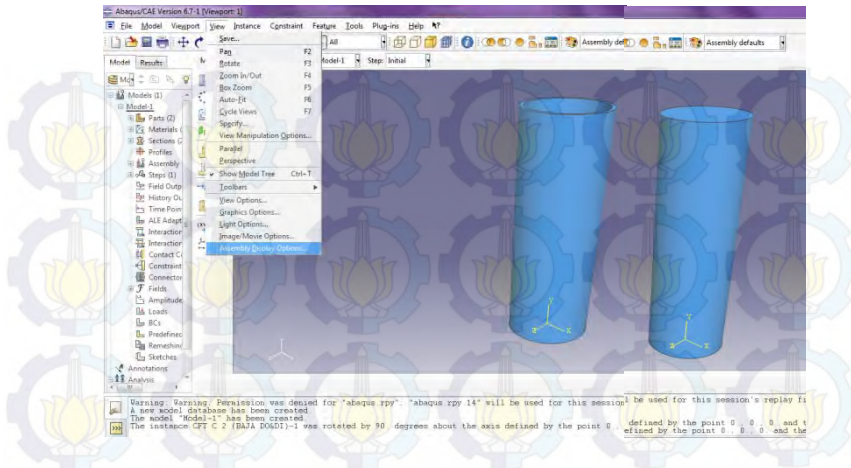 Abaqus/CAE Version 6.7-1 [Viewport: 1]
File Model Viewport View Instance Constraint Feature Tools Plug-ins Help
Save...
Pan F2
Rotate F3
Zoom In/Out F4
Box Zoom F5
Auto-Fit F6
Cycle Views F7
Specify...
View Manipulation Options...
Parallel
Perspective
Show Model Tree Ctrl+T
Toolbars
View Options...
Graphics Options...
Light Options...
Image/Movie Options...
Assembly Display Options...
All
Assembly def
Assembly defaults
Model Results
Model-1 Step: Initial
Models (1)
Model-1
Parts (2)
Materials (
Sections (2
Profiles
Assembly
Steps (1)
Field Outp
History Ou
Time Poin
ALE Adapt
Interaction
Interaction
Contact Co
Constraint
Connector
Fields
Amplitude
Loads
BCs
Predefined
Remeshing
Sketches
Annotations
Analysis
Y
Z X
Y
Z X
Warning: Warning: Permission was denied for "abaqus.rpy". "abaqus.rpy.14" will be used for this session
l be used for this session's replay fi
A new model database has been created.
The model "Model-1" has been created.
The instance CFT C 2 (BAJA DO&DI)-1 was rotated by 90. degrees about the axis defined by the point 0.
defined by the point 0., 0., 0. and t
efined by the point 0., 0., 0. and the